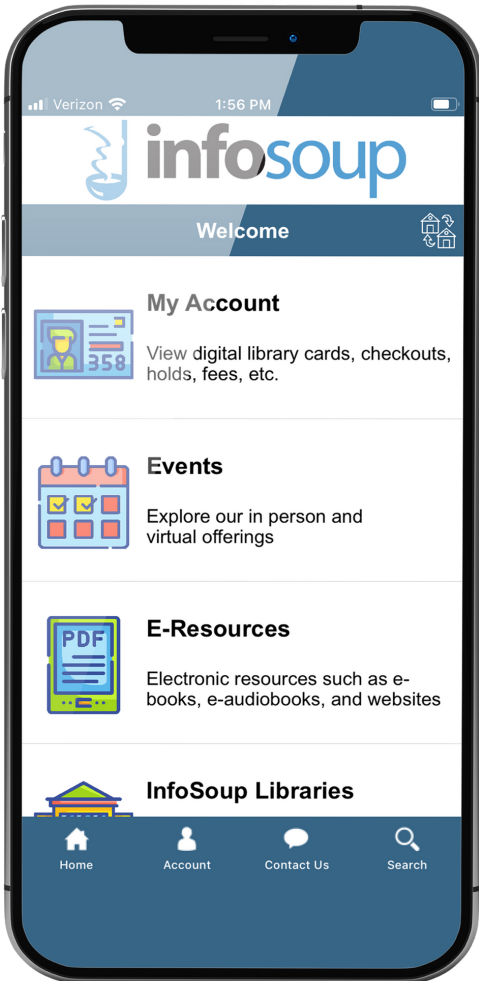 Verizon 1:56 PM
infosoup
Welcome
My Account
View digital library cards, checkouts,
holds, fees, etc.
358
Events
Explore our in person and
virtual offerings
PDF
E-Resources
Electronic resources such as e-
books, e-audiobooks, and websites
InfoSoup Libraries
Home Account Contact Us Search